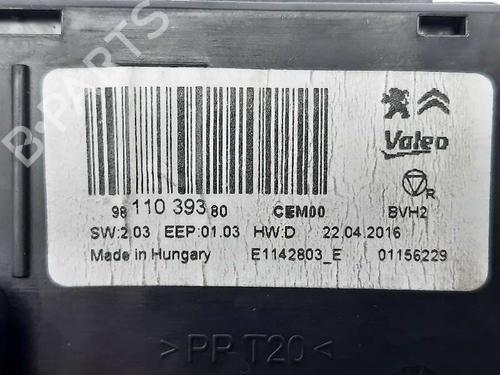 B-PARTS
Valeo
R
98 110 393 80 CEM00 BVH2
SW:2.03 EEP:01.03 HW:D 22.04.2016
Made in Hungary E1142803_E 01156229
>PP T20<
B-PARTS